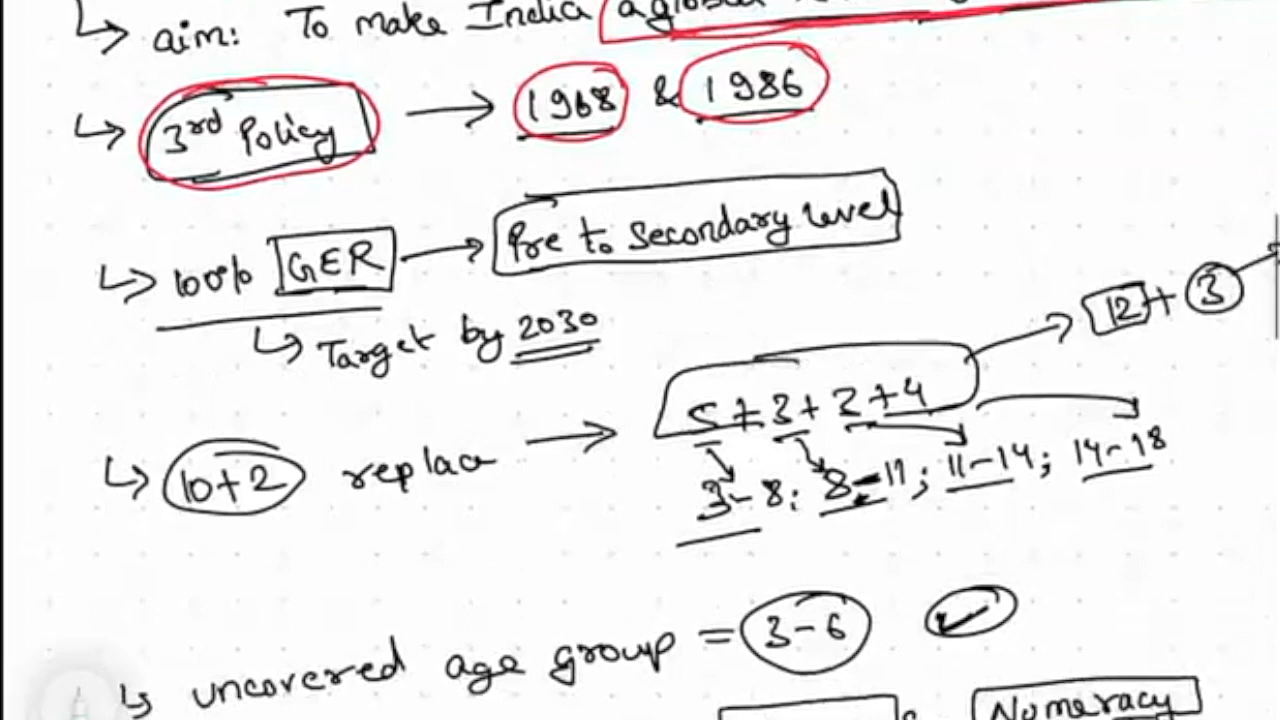 ↳ aim: To make India a global
↳ 3rd Policy → 1968 & 1986
↳ 100% GER → Pre to Secondary level
↳ Target by 2030
12 + 3
↳ 10+2 replace → 5+3+3+4
3-8; 8-11; 11-14; 14-18
↳ uncovered age group = 3-6 ✓
Numeracy